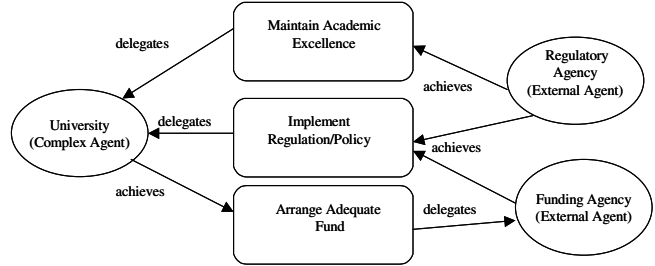 Maintain Academic
Excellence
delegates
Regulatory
Agency
(External Agent)
achieves
University
(Complex Agent)
delegates
Implement
Regulation/Policy
achieves
achieves
Arrange Adequate
Fund
delegates
Funding Agency
(External Agent)